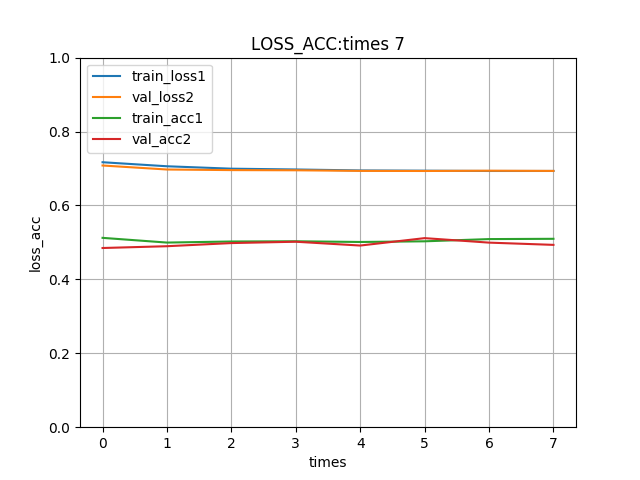 LOSS_ACC:times 7
1.0
0.8
0.6
0.4
0.2
0.0
loss_acc
train_loss1
val_loss2
train_acc1
val_acc2
0 1 2 3 4 5 6 7
times